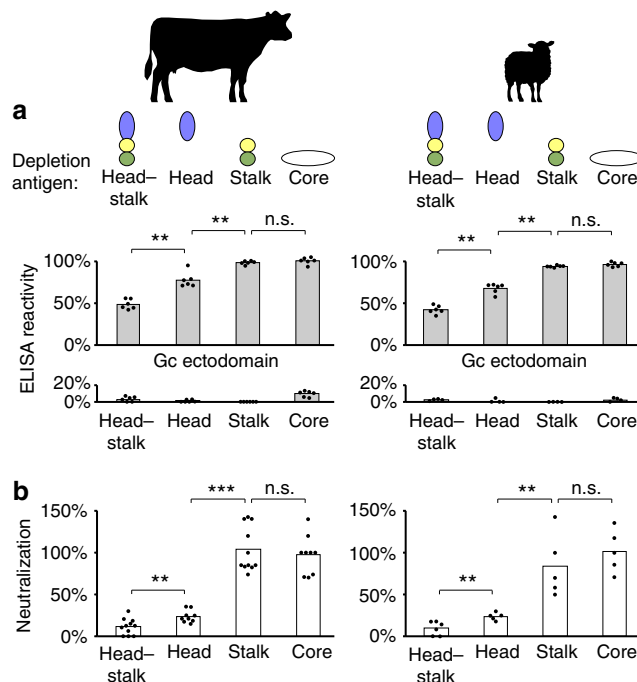 a
Depletion antigen:
Head–stalk Head Stalk Core
Head–stalk Head Stalk Core
ELISA reactivity
** ** n.s.
100%
50%
0%
** ** n.s.
100%
50%
0%
Gc ectodomain
Gc ectodomain
20%
0%
20%
0%
Head–stalk Head Stalk Core
Head–stalk Head Stalk Core
b
Neutralization
** *** n.s.
150%
100%
50%
0%
** ** n.s.
150%
100%
50%
0%
Head–stalk Head Stalk Core
Head–stalk Head Stalk Core